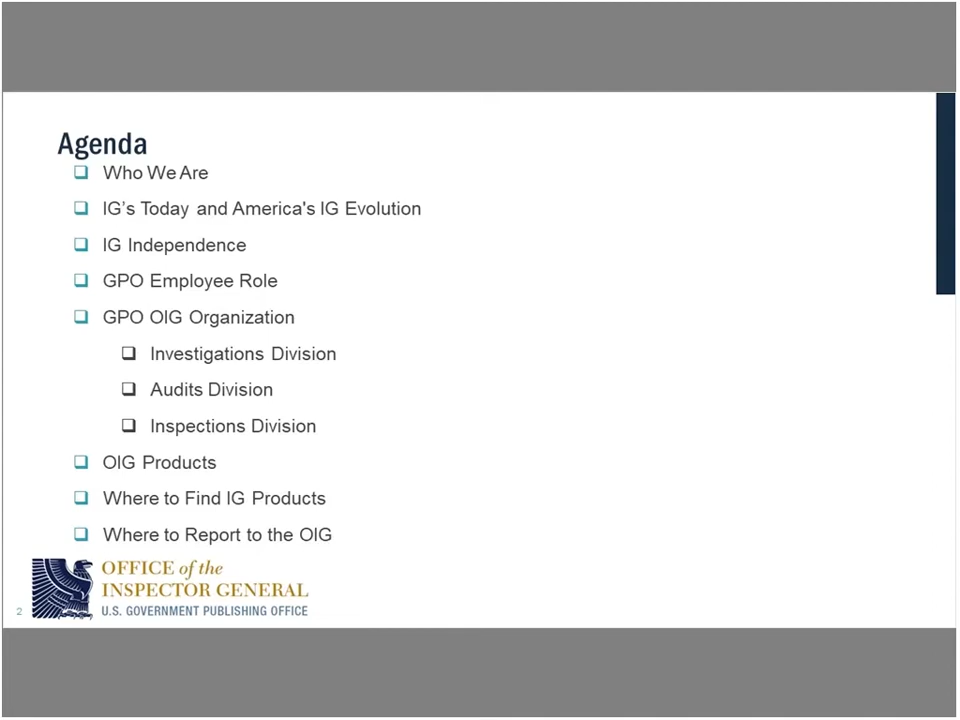 Agenda
Who We Are
IG's Today and America's IG Evolution
IG Independence
GPO Employee Role
GPO OIG Organization
Investigations Division
Audits Division
Inspections Division
OIG Products
Where to Find IG Products
Where to Report to the OIG
OFFICE of the
INSPECTOR GENERAL
U.S. GOVERNMENT PUBLISHING OFFICE
2